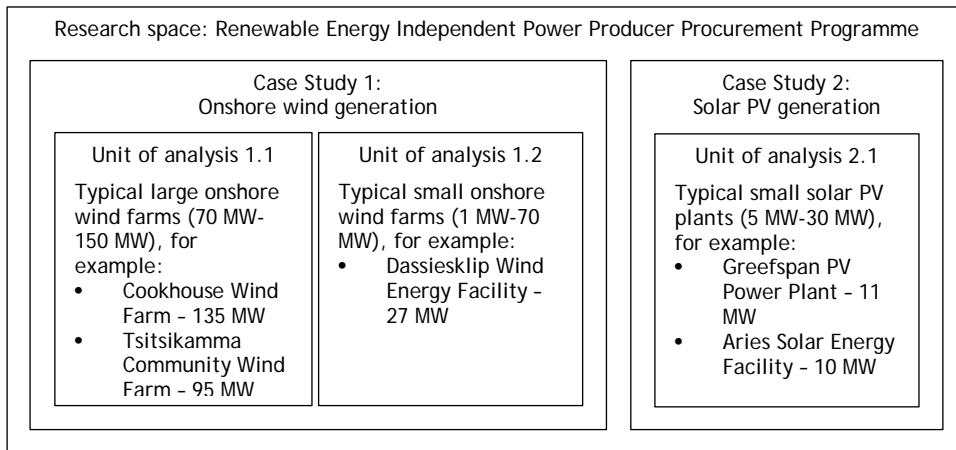 Research space: Renewable Energy Independent Power Producer Procurement Programme
Case Study 1:
Onshore wind generation
Unit of analysis 1.1
Typical large onshore
wind farms (70 MW-
150 MW), for
example:
• Cookhouse Wind
Farm – 135 MW
• Tsitsikamma
Community Wind
Farm – 95 MW
Unit of analysis 1.2
Typical small onshore
wind farms (1 MW-70
MW), for example:
• Dassiesklip Wind
Energy Facility –
27 MW
Case Study 2:
Solar PV generation
Unit of analysis 2.1
Typical small solar PV
plants (5 MW-30 MW),
for example:
• Greefspan PV
Power Plant – 11
MW
• Aries Solar Energy
Facility – 10 MW